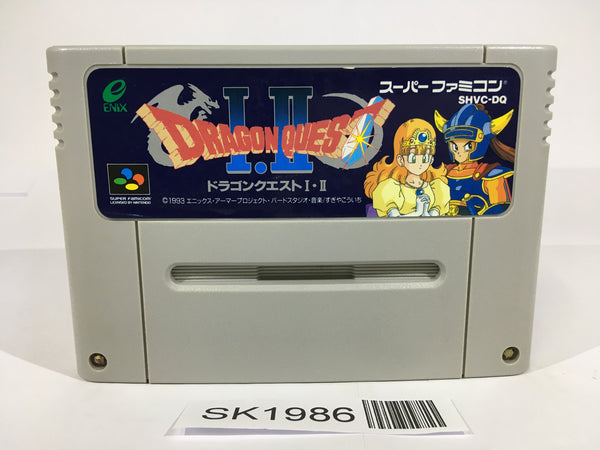 ENIX
スーパーファミコン®
SHVC-DQ
I.II
DRAGON QUEST
ドラゴンクエストI・II
SUPER FAMICOM
LICENSED BY NINTENDO
©1993 エニックス・アーマープロジェクト・バードスタジオ・音楽/すぎやこういち
SK1986